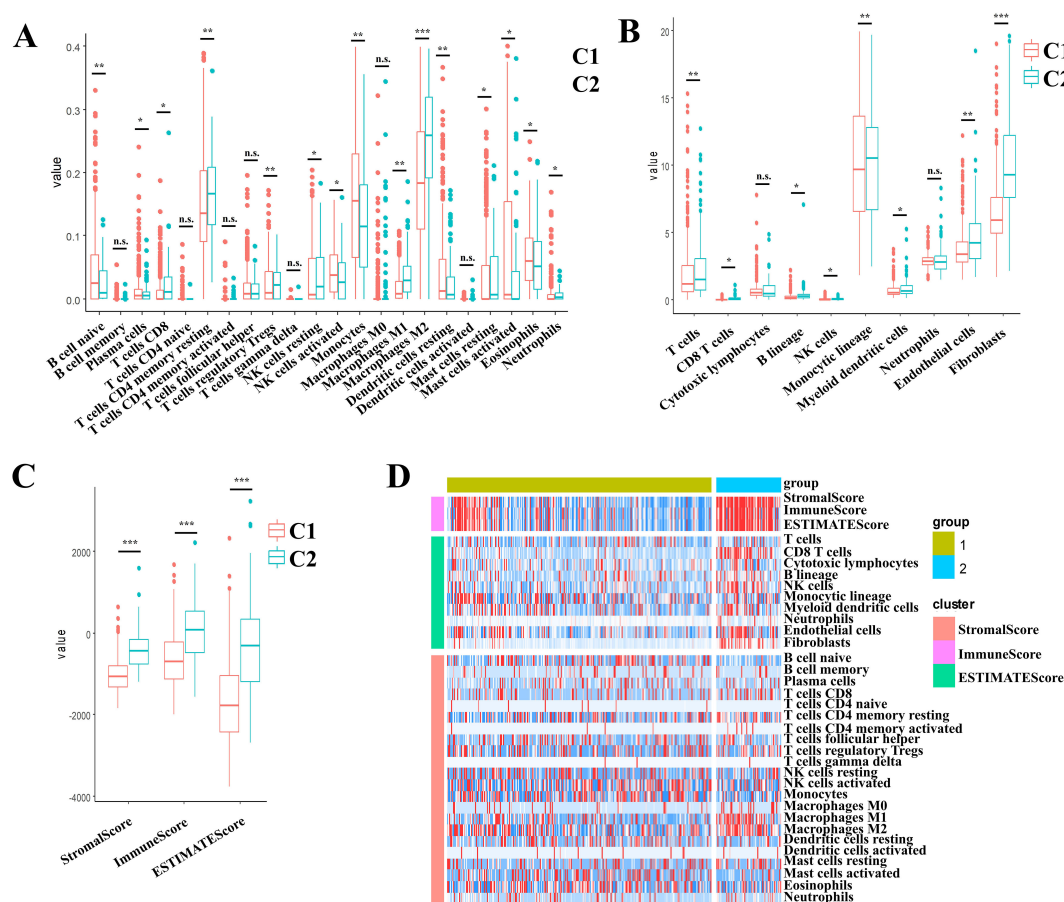 A
C1
C2
value
0.4
0.3
0.2
0.1
0.0
**
n.s.
*
*
n.s.
**
n.s.
n.s.
**
n.s.
*
*
**
n.s.
**
***
**
n.s.
*
*
*
*
B cell naive
B cell memory
Plasma cells
T cells CD8
T cells CD4 naive
T cells CD4 memory resting
T cells CD4 memory activated
T cells follicular helper
T cells regulatory Tregs
T cells gamma delta
NK cells resting
NK cells activated
Monocytes
Macrophages M0
Macrophages M1
Macrophages M2
Dendritic cells resting
Dendritic cells activated
Mast cells resting
Mast cells activated
Eosinophils
Neutrophils
B
C1
C2
value
20
15
10
5
0
**
*
n.s.
*
*
**
*
n.s.
**
***
T cells
CD8 T cells
Cytotoxic lymphocytes
B lineage
NK cells
Monocytic lineage
Myeloid dendritic cells
Neutrophils
Endothelial cells
Fibroblasts
C
C1
C2
value
2000
0
-2000
-4000
***
***
***
StromalScore
ImmuneScore
ESTIMATEScore
D
group
StromalScore
ImmuneScore
ESTIMATEScore
T cells
CD8 T cells
Cytotoxic lymphocytes
B lineage
NK cells
Monocytic lineage
Myeloid dendritic cells
Neutrophils
Endothelial cells
Fibroblasts
B cell naive
B cell memory
Plasma cells
T cells CD8
T cells CD4 naive
T cells CD4 memory resting
T cells CD4 memory activated
T cells follicular helper
T cells regulatory Tregs
T cells gamma delta
NK cells resting
NK cells activated
Monocytes
Macrophages M0
Macrophages M1
Macrophages M2
Dendritic cells resting
Dendritic cells activated
Mast cells resting
Mast cells activated
Eosinophils
Neutrophils
group
1
2
cluster
StromalScore
ImmuneScore
ESTIMATEScore